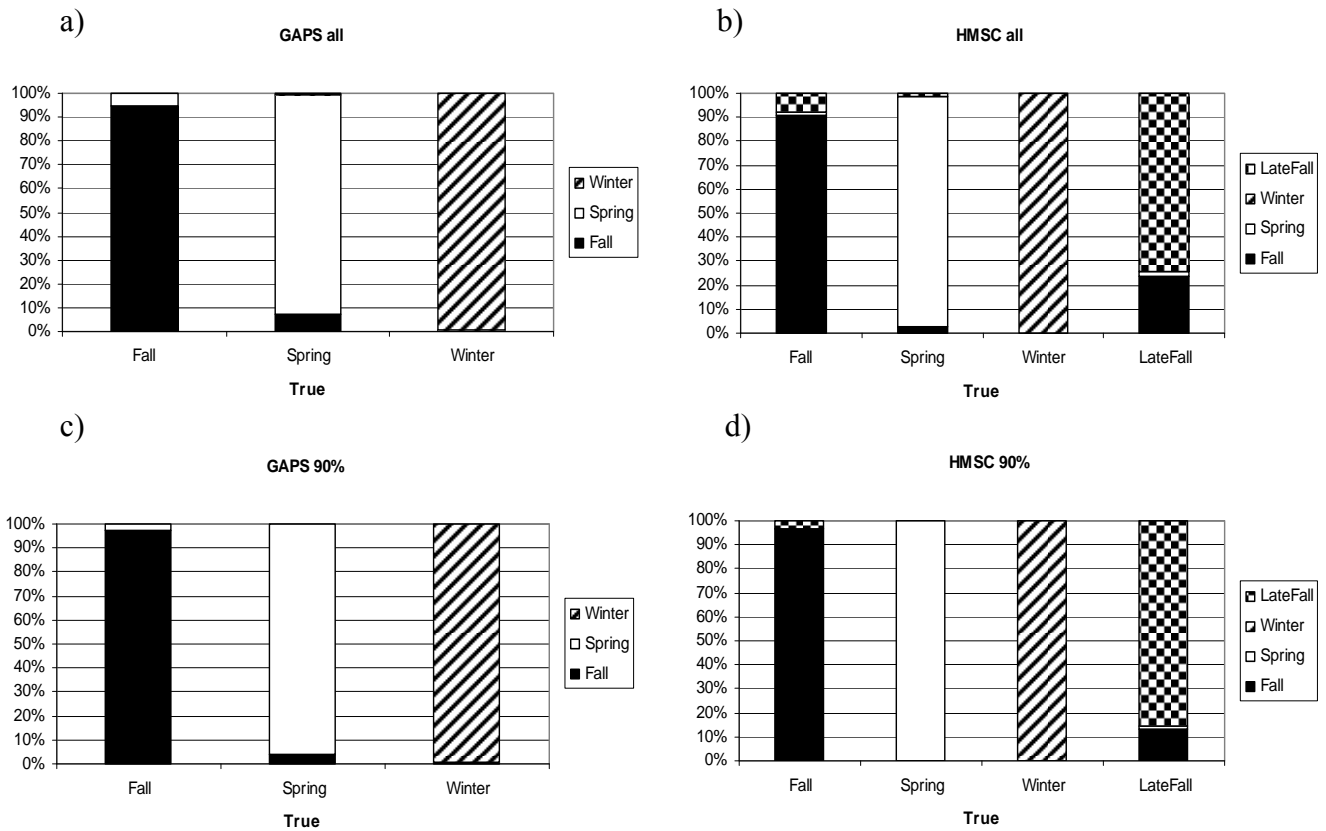 a)
GAPS all
100%
90%
80%
70%
60%
50%
40%
30%
20%
10%
0%
Fall Spring Winter
True
Winter
Spring
Fall
b)
HMSC all
100%
90%
80%
70%
60%
50%
40%
30%
20%
10%
0%
Fall Spring Winter LateFall
True
LateFall
Winter
Spring
Fall
c)
GAPS 90%
100%
90%
80%
70%
60%
50%
40%
30%
20%
10%
0%
Fall Spring Winter
True
Winter
Spring
Fall
d)
HMSC 90%
100%
90%
80%
70%
60%
50%
40%
30%
20%
10%
0%
Fall Spring Winter LateFall
True
LateFall
Winter
Spring
Fall